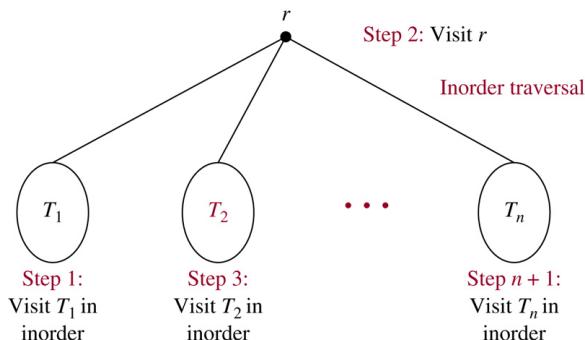 r
Step 2: Visit r
Inorder traversal
T1
T2
• • •
Tn
Step 1:
Visit T1 in
inorder
Step 3:
Visit T2 in
inorder
Step n + 1:
Visit Tn in
inorder